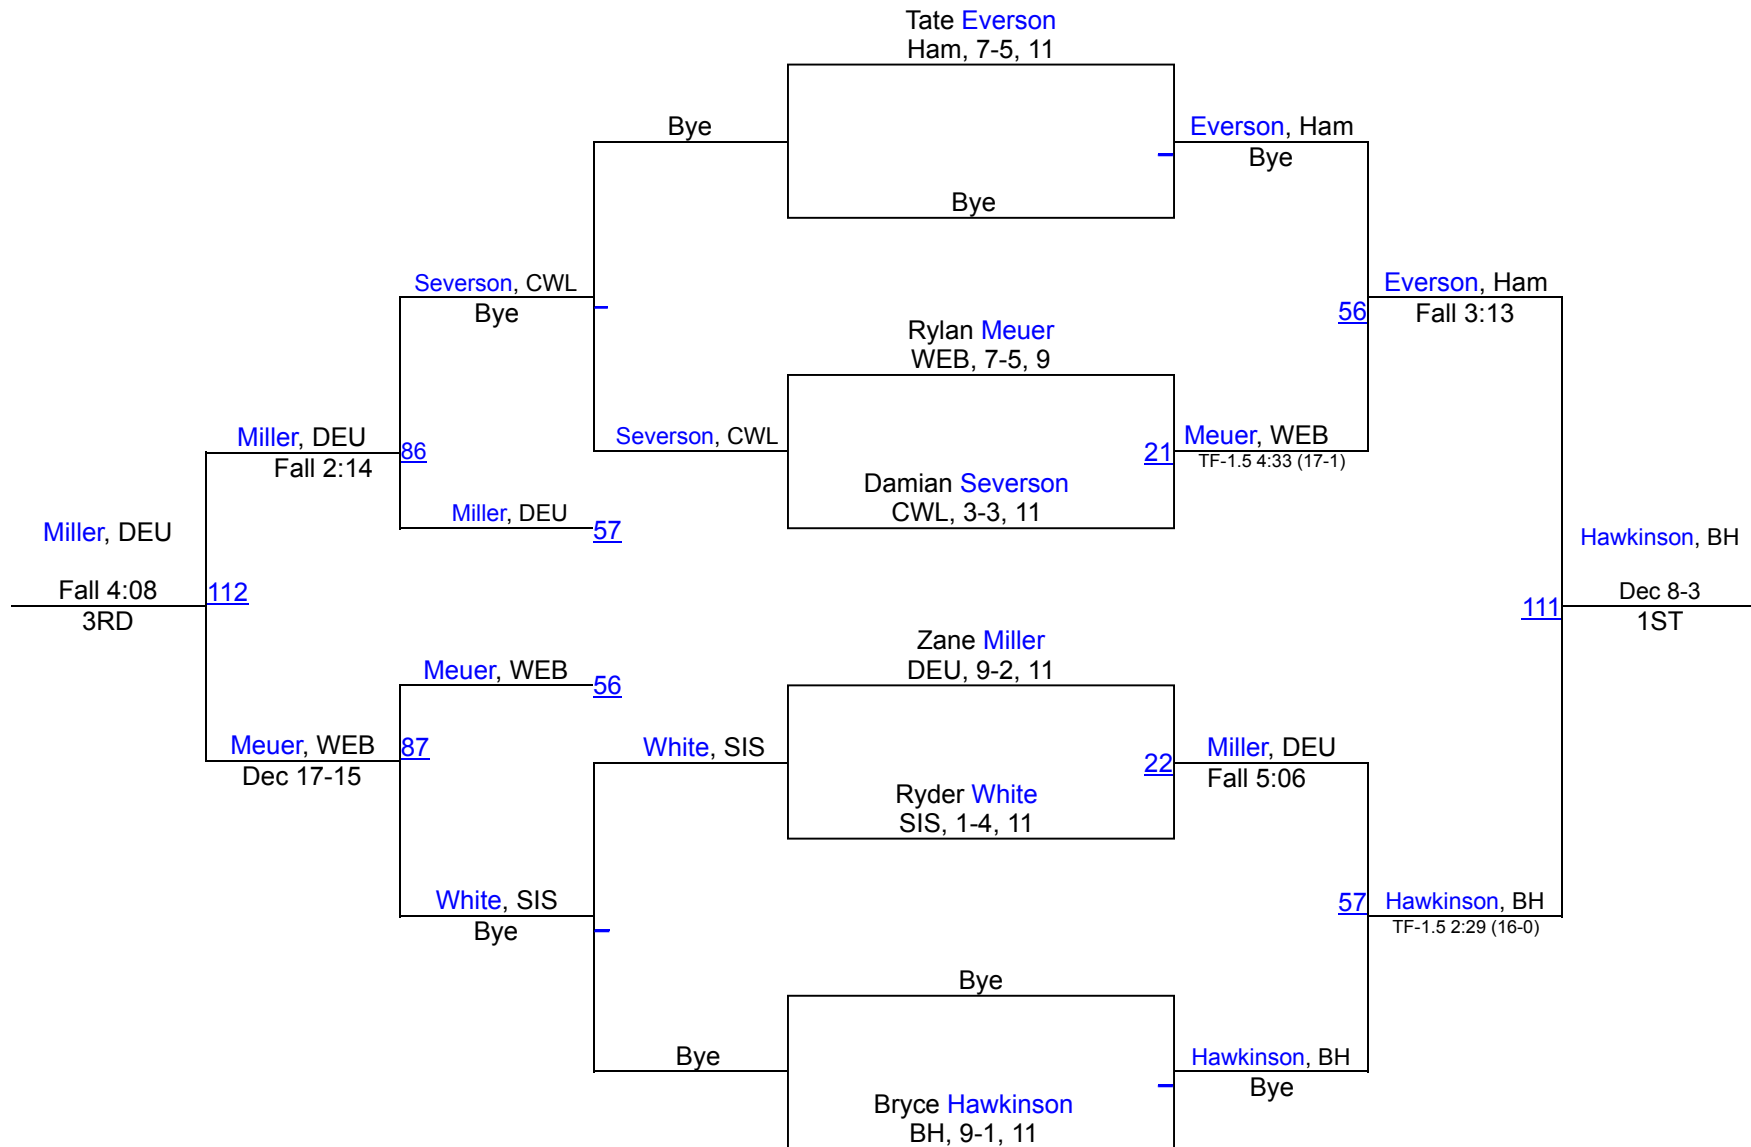 Tate Everson
Ham, 7-5, 11
Bye
Everson, Ham
Bye
Bye
Severson, CWL
Bye
Everson, Ham
Fall 3:13
56
Rylan Meuer
WEB, 7-5, 9
Miller, DEU
Fall 2:14
86
Severson, CWL
21
Meuer, WEB
TF-1.5 4:33 (17-1)
Damian Severson
CWL, 3-3, 11
Miller, DEU
57
Miller, DEU
Hawkinson, BH
Fall 4:08
3RD
112
111
Dec 8-3
1ST
Zane Miller
DEU, 9-2, 11
Meuer, WEB
56
Meuer, WEB
Dec 17-15
87
White, SIS
22
Miller, DEU
Fall 5:06
Ryder White
SIS, 1-4, 11
White, SIS
Bye
57
Hawkinson, BH
TF-1.5 2:29 (16-0)
Bye
Bye
Hawkinson, BH
Bye
Bryce Hawkinson
BH, 9-1, 11